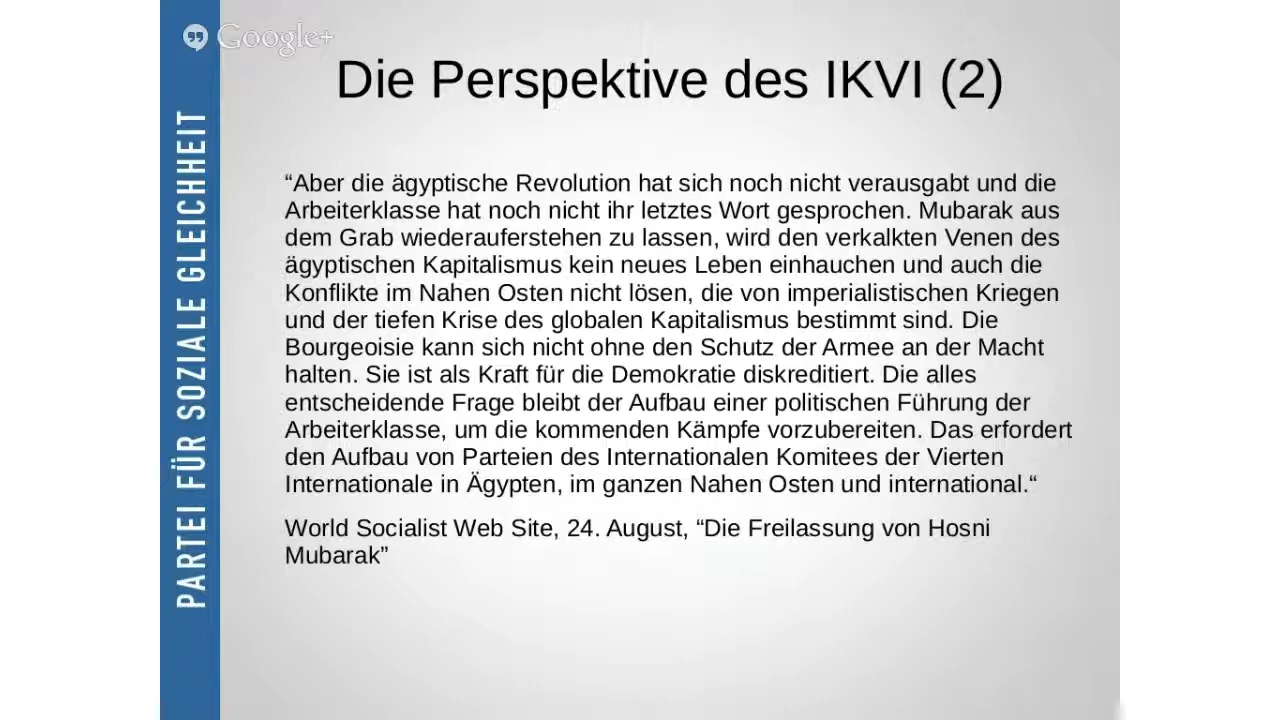 Google+
Die Perspektive des IKVI (2)
PARTEI FÜR SOZIALE GLEICHHEIT
“Aber die ägyptische Revolution hat sich noch nicht verausgabt und die
Arbeiterklasse hat noch nicht ihr letztes Wort gesprochen. Mubarak aus
dem Grab wiederauferstehen zu lassen, wird den verkalkten Venen des
ägyptischen Kapitalismus kein neues Leben einhauchen und auch die
Konflikte im Nahen Osten nicht lösen, die von imperialistischen Kriegen
und der tiefen Krise des globalen Kapitalismus bestimmt sind. Die
Bourgeoisie kann sich nicht ohne den Schutz der Armee an der Macht
halten. Sie ist als Kraft für die Demokratie diskreditiert. Die alles
entscheidende Frage bleibt der Aufbau einer politischen Führung der
Arbeiterklasse, um die kommenden Kämpfe vorzubereiten. Das erfordert
den Aufbau von Parteien des Internationalen Komitees der Vierten
Internationale in Ägypten, im ganzen Nahen Osten und international.“
World Socialist Web Site, 24. August, “Die Freilassung von Hosni
Mubarak”